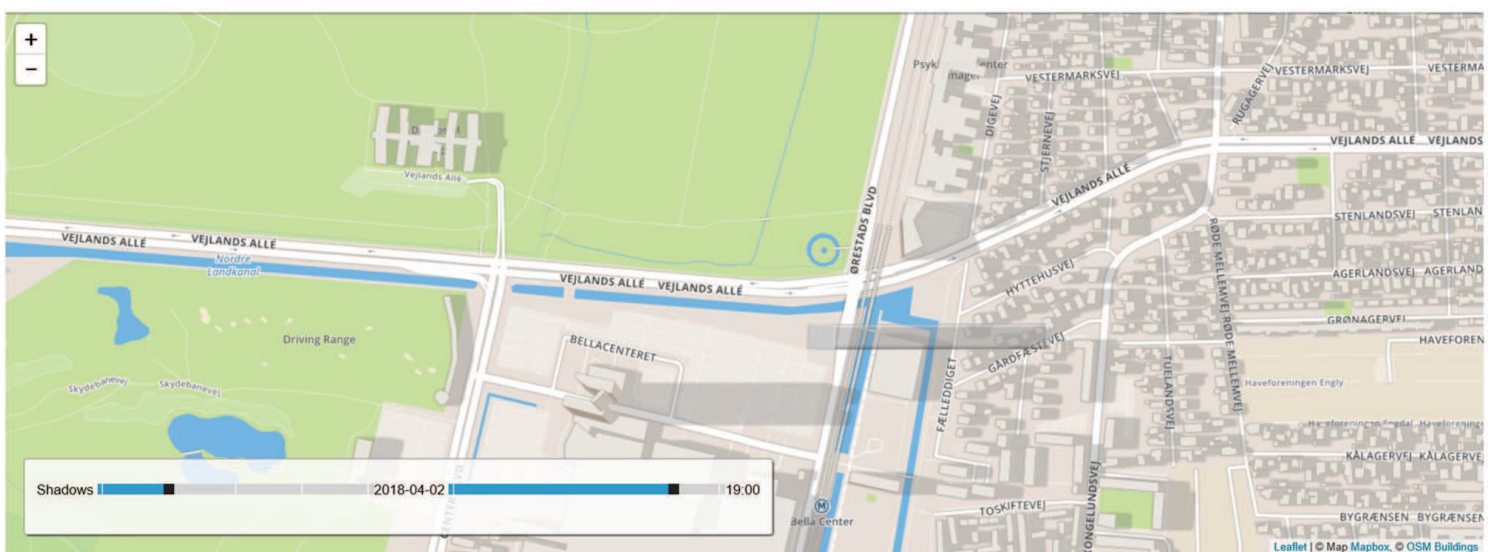 +
−
VESTERMARKSVEJ
VESTERMARKSVEJ
VESTERMA
RUGAGERVEJ
DIGEVEJ
STJERNEVEJ
VEJLANDS ALLÉ
VEJLANDS
VEJLANDS ALLÉ
Vejlands Allé
ØRESTADS BLVD
STENLANDSVEJ
STENLAN
VEJLANDS ALLÉ
VEJLANDS ALLÉ
Nordre
Landkanal
VEJLANDS ALLÉ
VEJLANDS ALLÉ
HYTTEHUSVEJ
RØDE MELLEMVEJ
RØDE MELLEMVEJ
AGERLANDSVEJ
AGERLAND
GRØNAGERVEJ
HAVEFOREN
Driving Range
BELLACENTERET
GÅRDFÆSTEVEJ
FÆLLEDDIGET
TUELANDSVEJ
Skydebanevej
Skydebanevej
Haveforeningen Engly
Haveforeninge
KÅLAGERVEJ
KÅLAGERVE
Shadows
2018-04-02
19:00
M
Bella Center
TOSKIFTEVEJ
ONGELUNDSVEJ
BYGRÆNSEN
BYGRÆNSEN
Leaflet | © Map Mapbox, © OSM Buildings